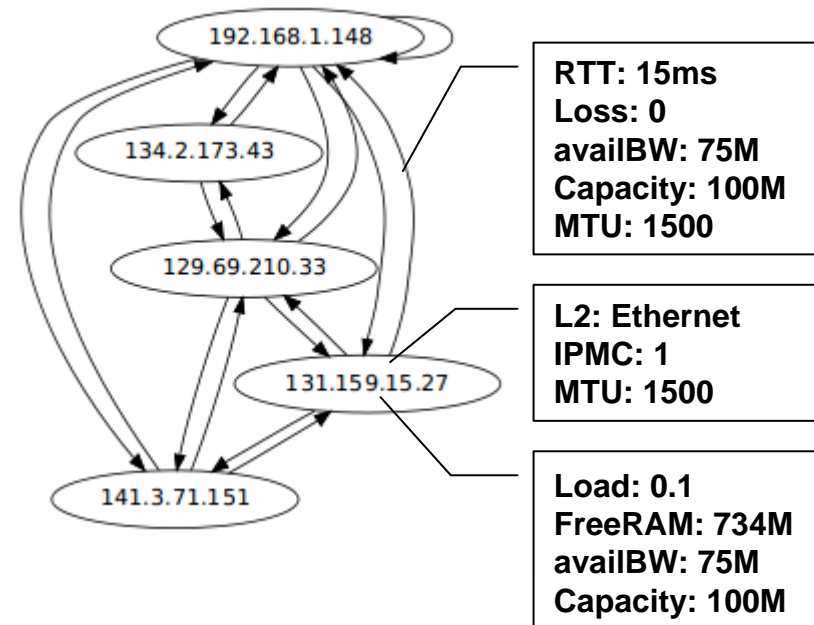 192.168.1.148
134.2.173.43
129.69.210.33
131.159.15.27
141.3.71.151
RTT: 15ms
Loss: 0
availBW: 75M
Capacity: 100M
MTU: 1500
L2: Ethernet
IPMC: 1
MTU: 1500
Load: 0.1
FreeRAM: 734M
availBW: 75M
Capacity: 100M